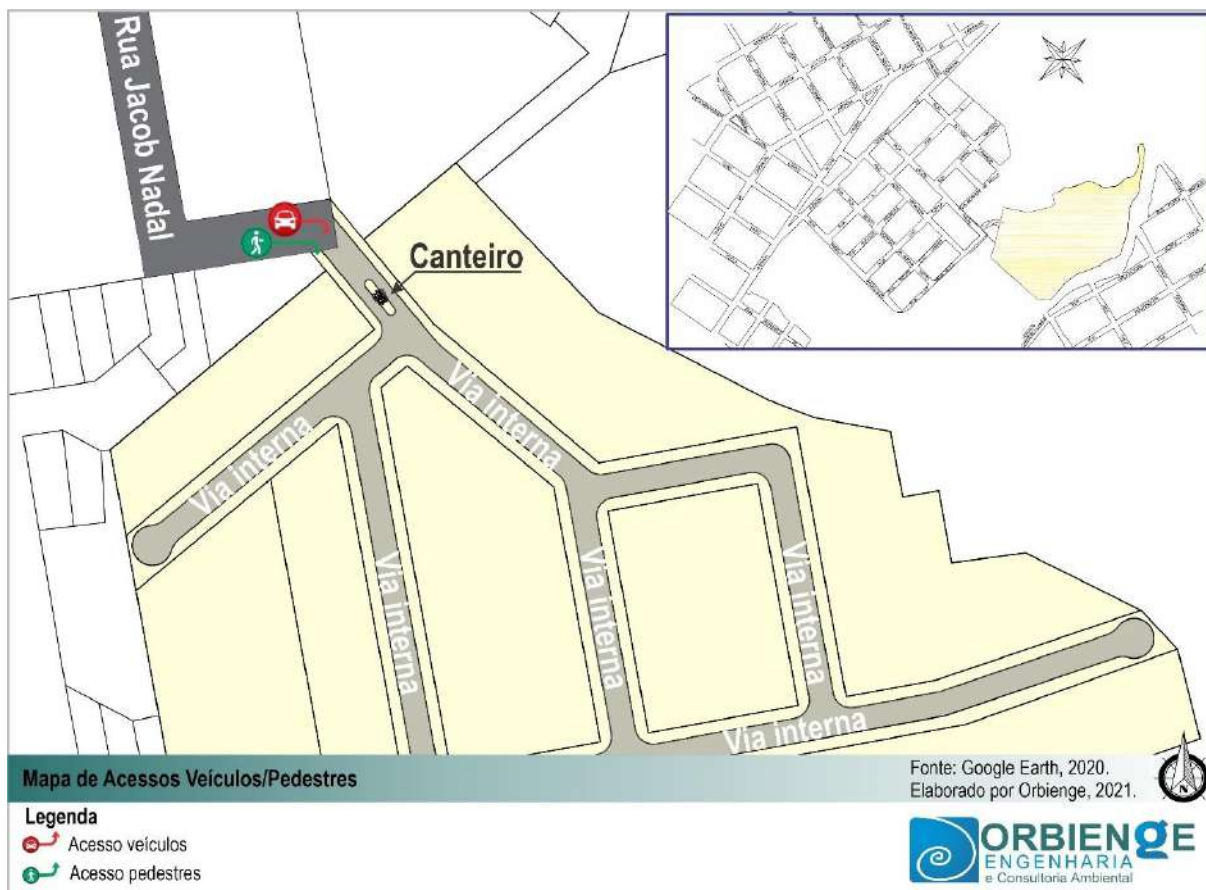 Rua Jacob Nadal
Canteiro
Via interna
Via interna
Via interna
Via interna
Via interna
Via interna
Mapa de Acessos Veículos/Pedestres
Fonte: Google Earth, 2020.
Elaborado por Orbienge, 2021.
N
Legenda
Acesso veículos
Acesso pedestres
ORBIENGE
ENGENHARIA
e Consultoria Ambiental